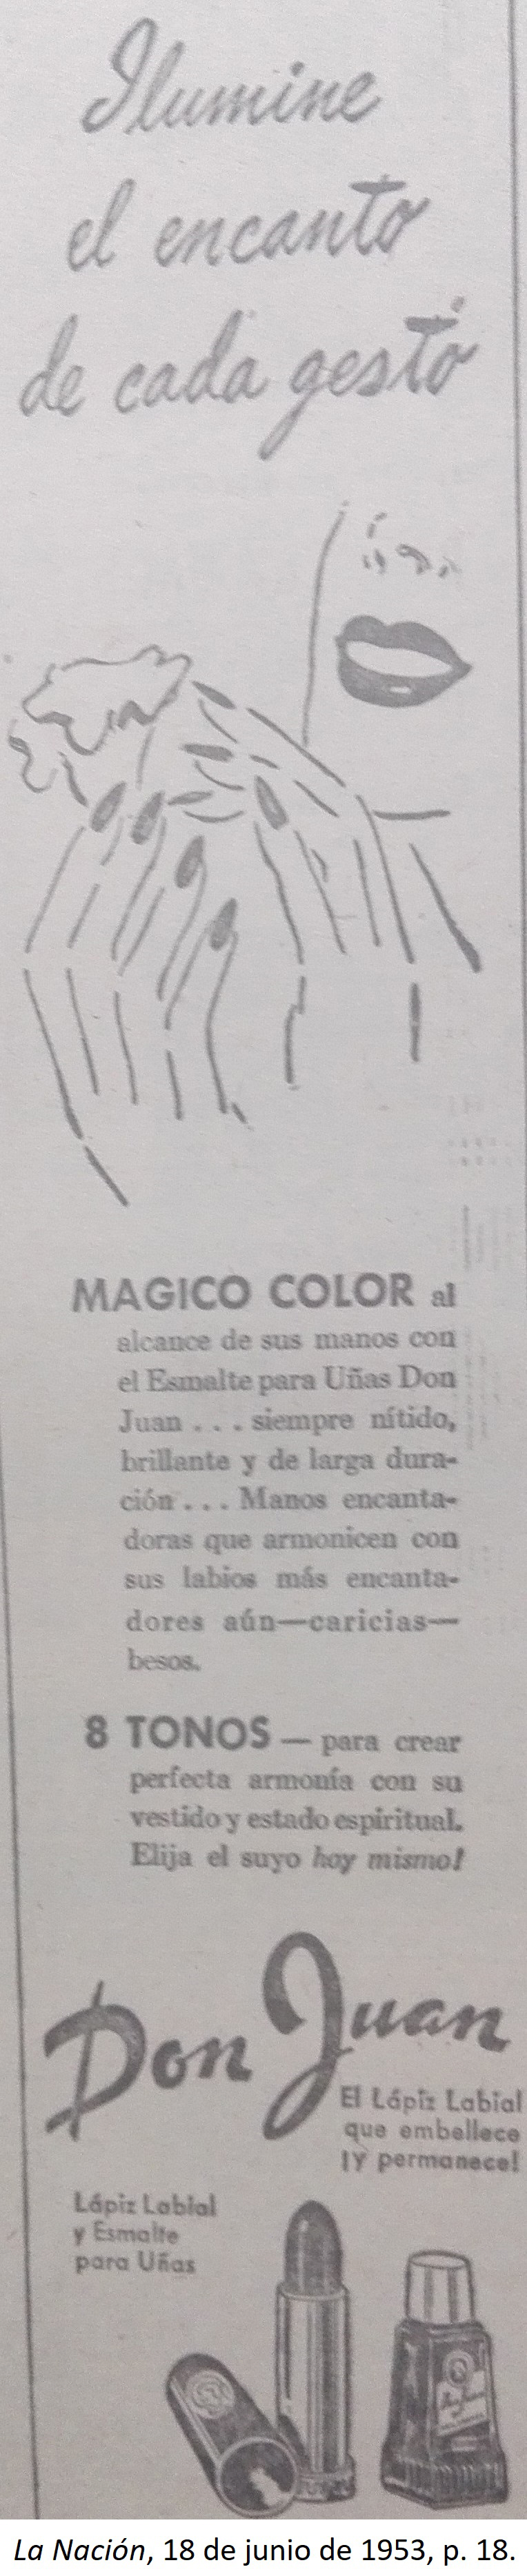 Ilumine
el encanto
de cada gesto
MAGICO COLOR al
alcance de sus manos con
el Esmalte para Uñas Don
Juan . . . siempre nítido,
brillante y de larga dura-
ción . . . Manos encanta-
doras que armonicen con
sus labios más encanta-
dores aún—caricias—
besos.
8 TONOS — para crear
perfecta armonía con su
vestido y estado espiritual.
Elija el suyo hoy mismo!
Don Juan
El Lápiz Labial
que embellece
¡y permanece!
Lápiz Labial
y Esmalte
para Uñas
La Nación, 18 de junio de 1953, p. 18.